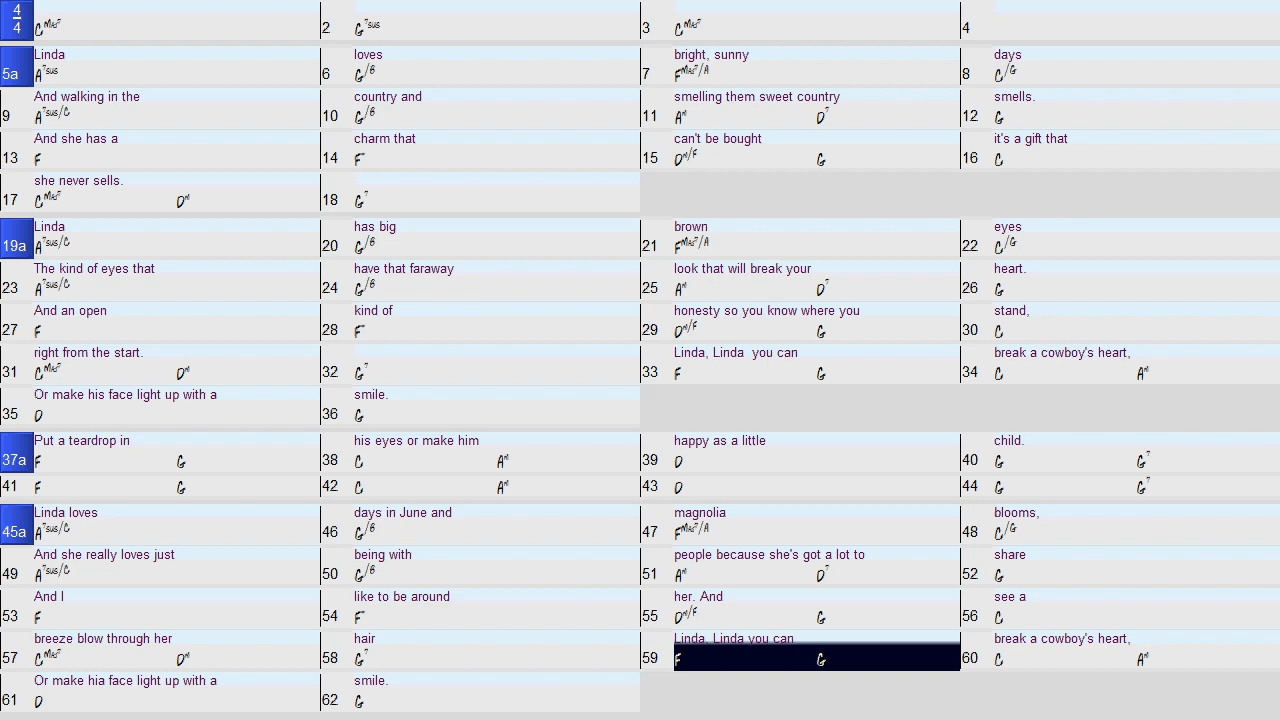 4
4 CMaj7 2 G7sus 3 CMaj7 4
Linda loves bright, sunny days
5a A7sus 6 G/B 7 FMaj7/A 8 C/G
And walking in the country and smelling them sweet country smells.
9 A7sus/C 10 G/B 11 Am D7 12 G
And she has a charm that can't be bought it's a gift that
13 F 14 F- 15 Dm/F G 16 C
she never sells.
17 CMaj7 Dm 18 G7
Linda has big brown eyes
19a A7sus/C 20 G/B 21 FMaj7/A 22 C/G
The kind of eyes that have that faraway look that will break your heart.
23 A7sus/C 24 G/B 25 Am D7 26 G
And an open kind of honesty so you know where you stand,
27 F 28 F- 29 Dm/F G 30 C
right from the start. Linda, Linda you can break a cowboy's heart,
31 CMaj7 Dm 32 G7 33 F G 34 C Am
Or make his face light up with a smile.
35 D 36 G
Put a teardrop in his eyes or make him happy as a little child.
37a F G 38 C Am 39 D 40 G G7
41 F G 42 C Am 43 D 44 G G7
Linda loves days in June and magnolia blooms,
45a A7sus/C 46 G/B 47 FMaj7/A 48 C/G
And she really loves just being with people because she's got a lot to share
49 A7sus/C 50 G/B 51 Am D7 52 G
And I like to be around her. And see a
53 F 54 F- 55 Dm/F G 56 C
breeze blow through her hair Linda, Linda you can break a cowboy's heart,
57 CMaj7 Dm 58 G7 59 F G 60 C Am
Or make hia face light up with a smile.
61 D 62 G